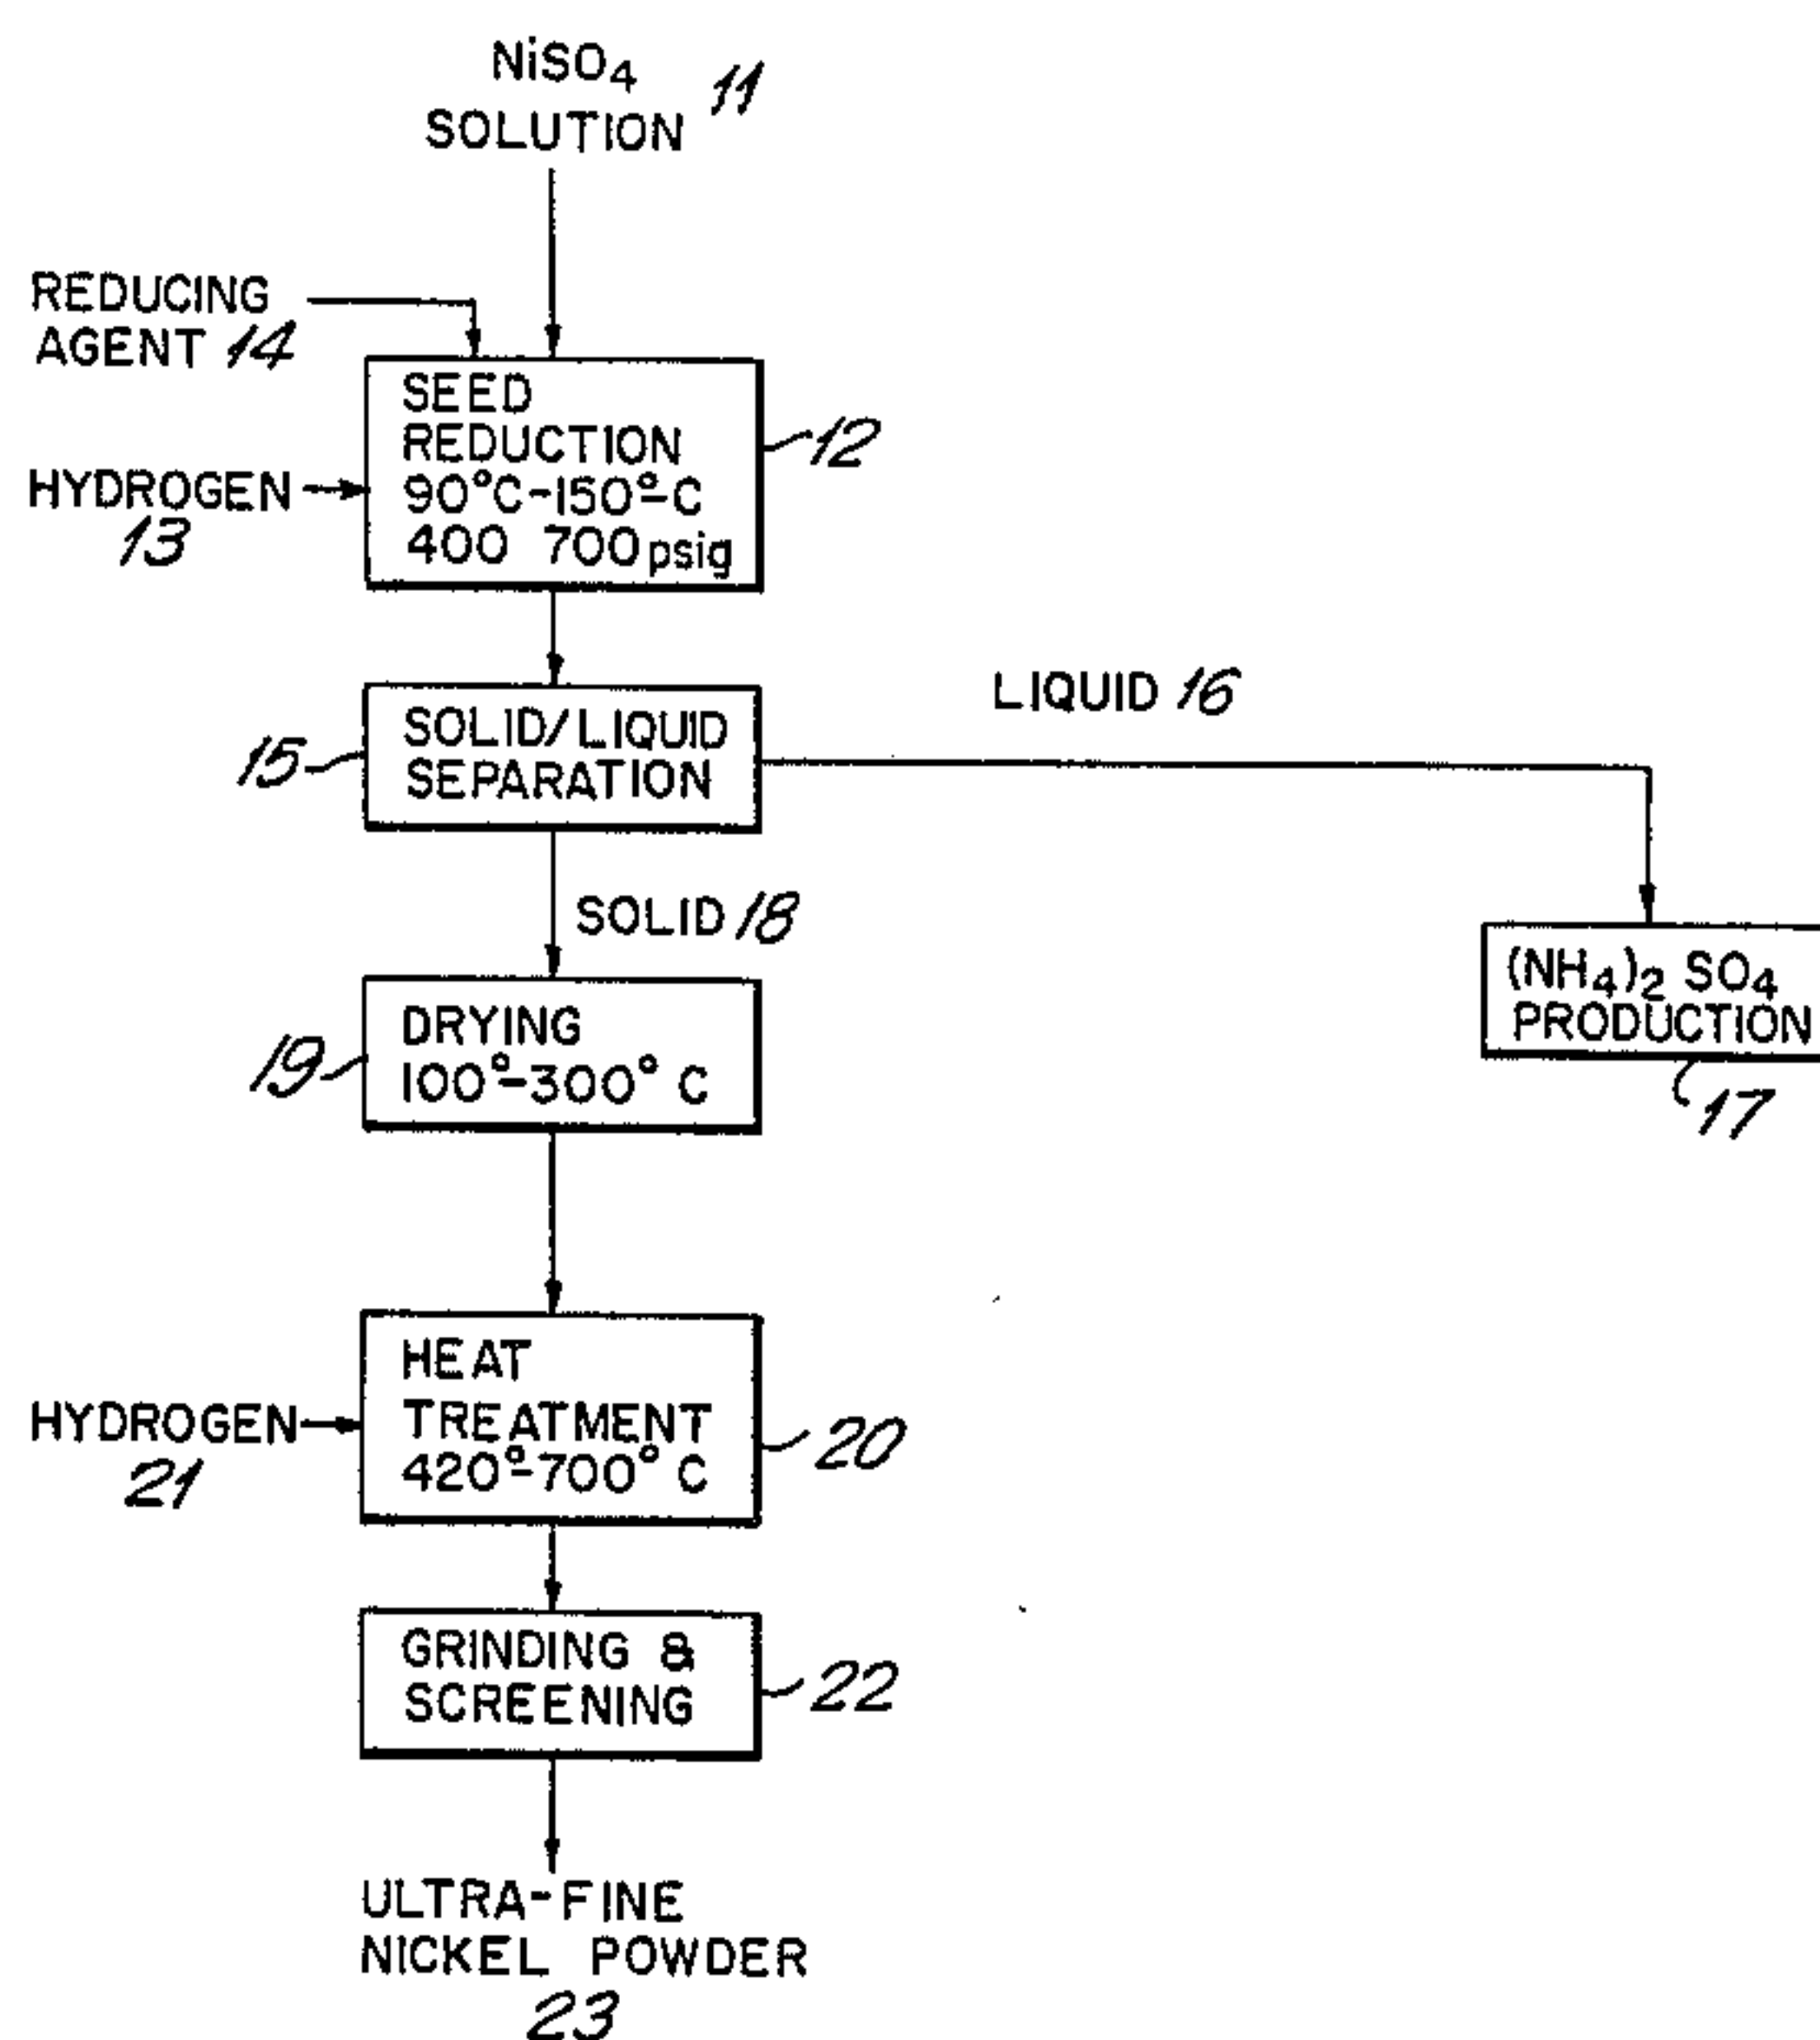 NiSO4
SOLUTION 11
REDUCING
AGENT 14
SEED
REDUCTION
90°C-150°-C
400 700 psig
12
HYDROGEN
13
SOLID/LIQUID
SEPARATION
15
LIQUID 16
SOLID 18
(NH4)2 SO4
PRODUCTION
17
DRYING
100°-300° C
19
HEAT
TREATMENT
420°-700° C
20
HYDROGEN
21
GRINDING &
SCREENING
22
ULTRA-FINE
NICKEL POWDER
23